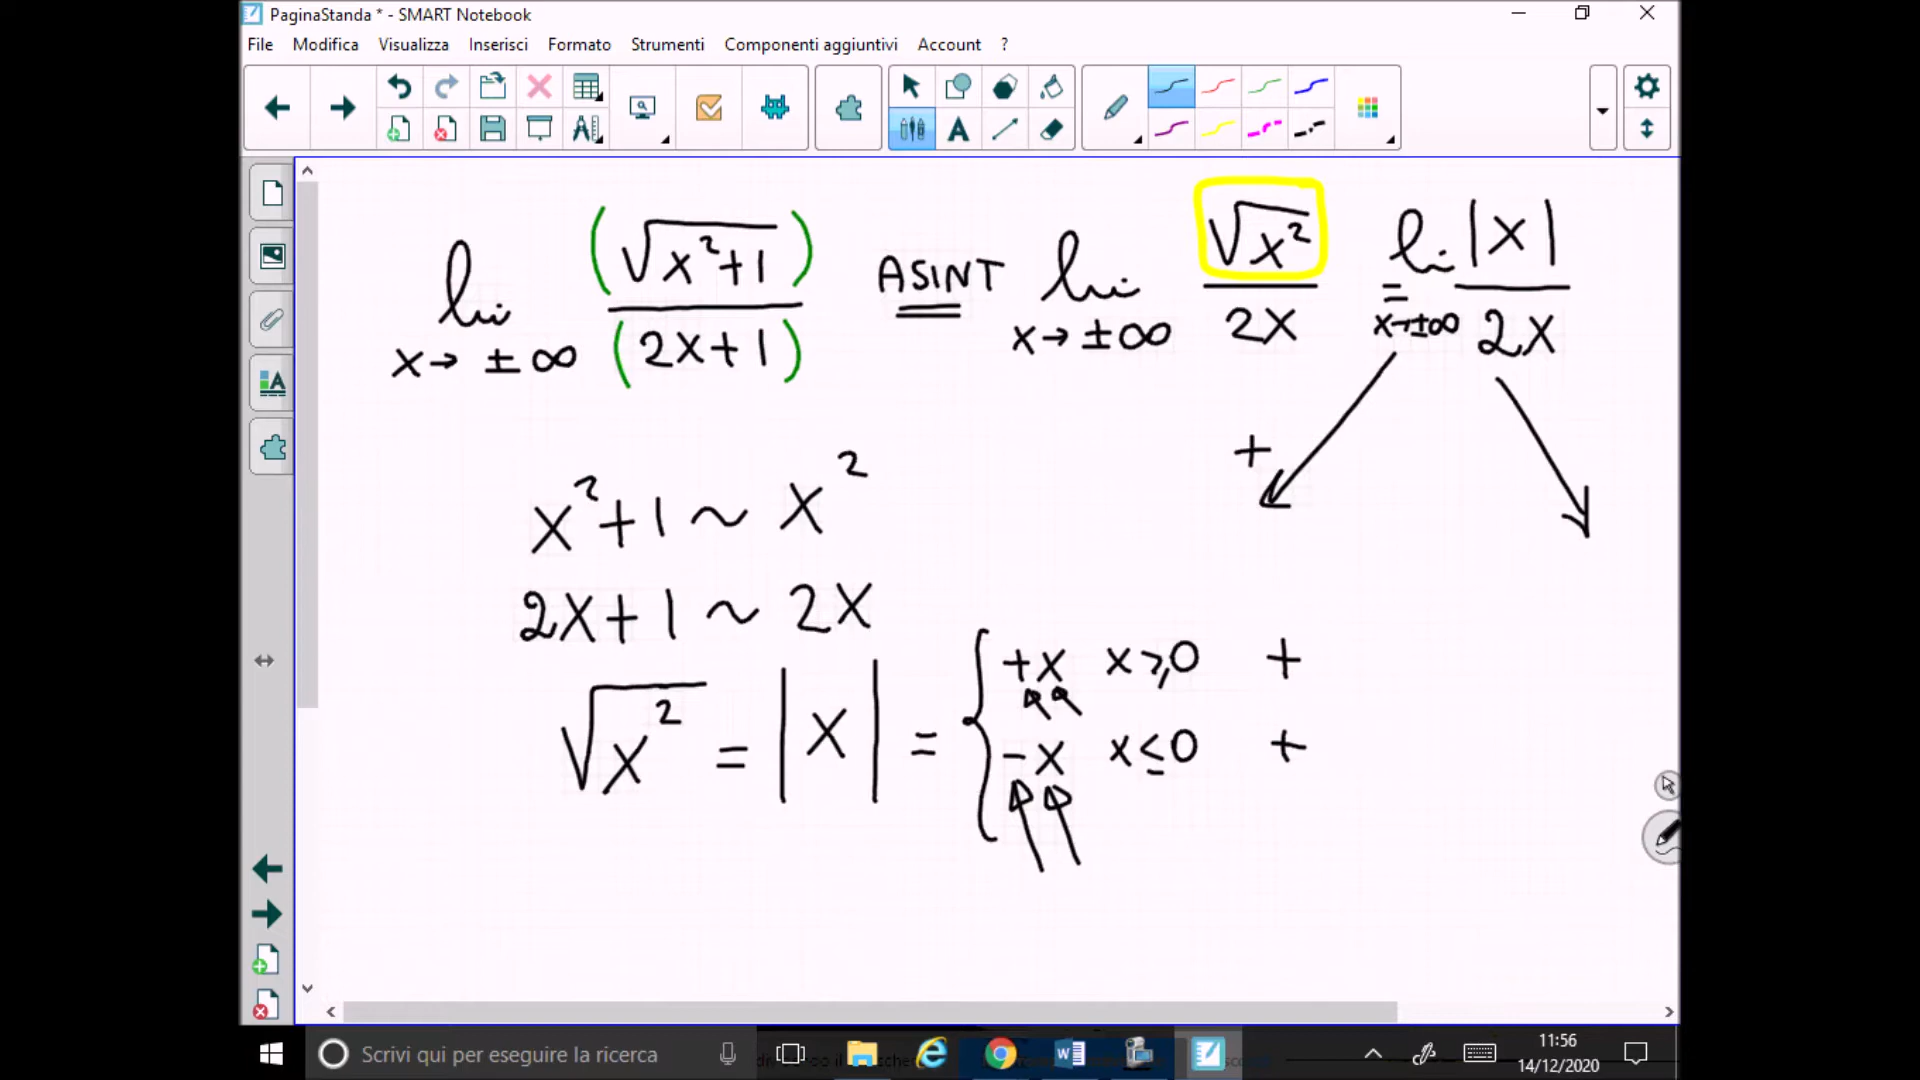 PaginaStanda * - SMART Notebook
File Modifica Visualizza Inserisci Formato Strumenti Componenti aggiuntivi Account ?
lim x→ ±∞ (√(x²+1)) / (2x+1) ASINT lim x→ ±∞ √x² / 2x = lim x→±∞ |x| / 2x
+
x²+1 ~ x²
2x+1 ~ 2x
√x² = |x| = { +x x≥0 +
-x x≤0 +
Scrivi qui per eseguire la ricerca
11:56
14/12/2020